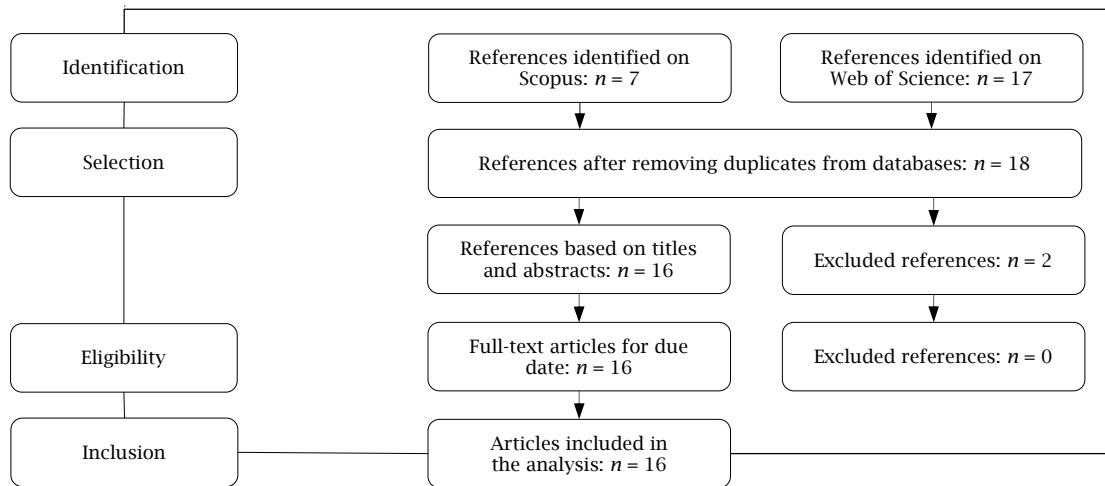 Identification
References identified on
Scopus: n = 7
References identified on
Web of Science: n = 17
Selection
References after removing duplicates from databases: n = 18
References based on titles
and abstracts: n = 16
Excluded references: n = 2
Eligibility
Full-text articles for due
date: n = 16
Excluded references: n = 0
Inclusion
Articles included in
the analysis: n = 16